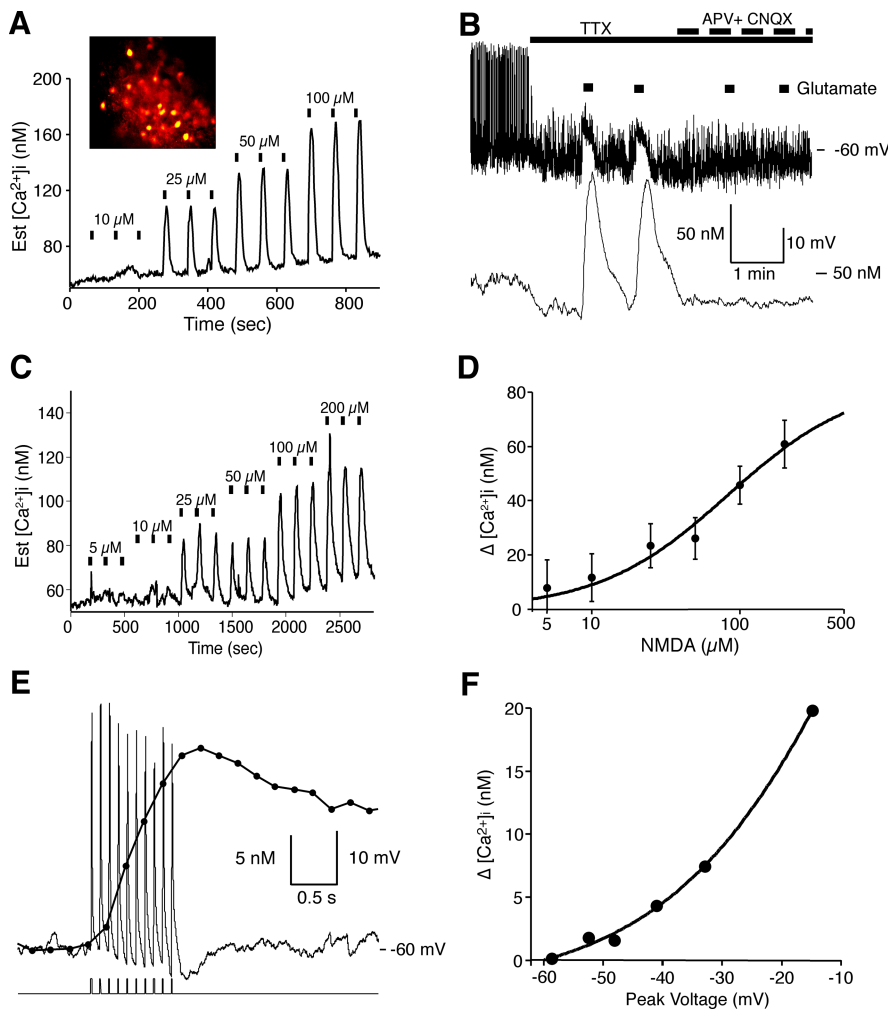 A
Est [Ca²⁺]i (nM)
200
160
120
80
10 µM
25 µM
50 µM
100 µM
0
200
400
600
800
Time (sec)
B
TTX
APV+ CNQX
Glutamate
-60 mV
50 nM
10 mV
1 min
50 nM
C
Est [Ca²⁺]i (nM)
140
120
100
80
60
5 µM
10 µM
25 µM
50 µM
100 µM
200 µM
0
500
1000
1500
2000
2500
Time (sec)
D
Δ [Ca²⁺]i (nM)
80
60
40
20
0
5
10
100
500
NMDA (µM)
E
5 nM
10 mV
0.5 s
-60 mV
F
Δ [Ca²⁺]i (nM)
20
15
10
5
0
-60
-50
-40
-30
-20
-10
Peak Voltage (mV)